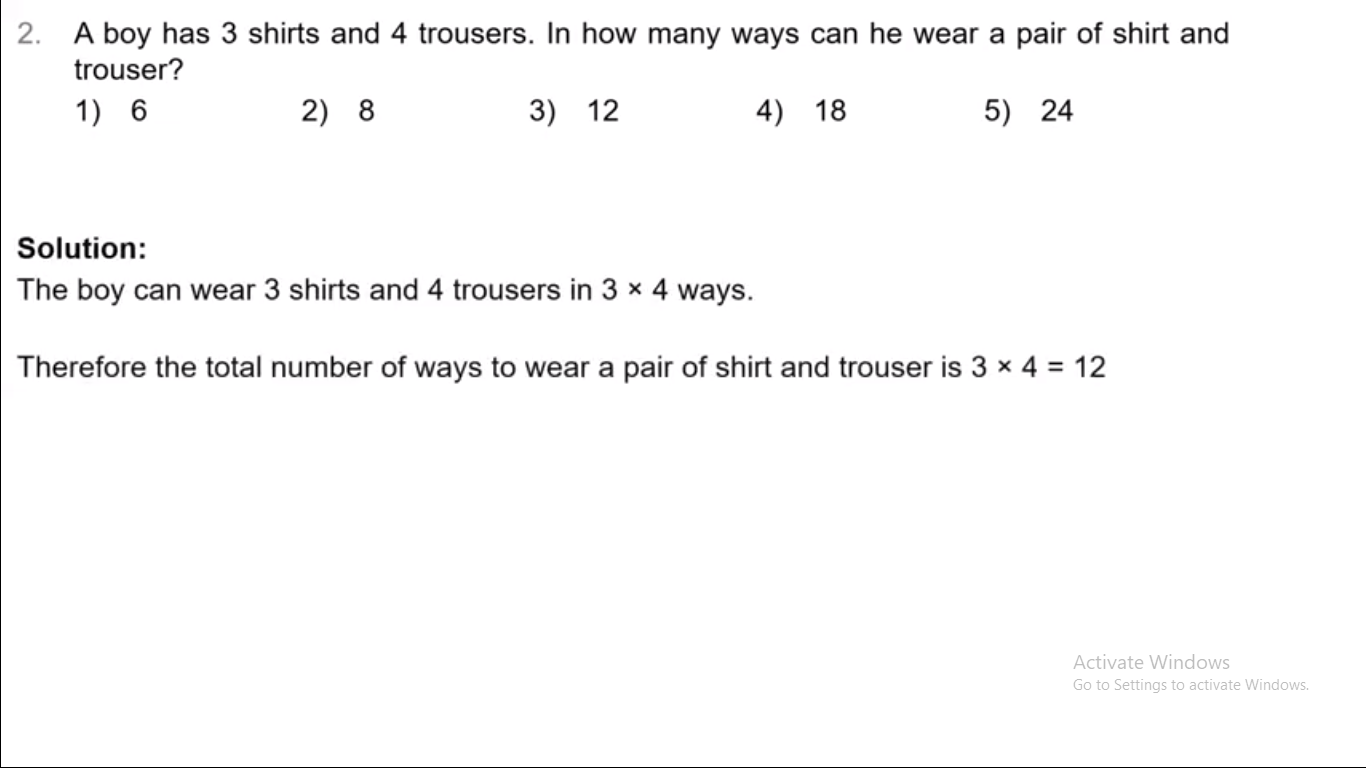 2. A boy has 3 shirts and 4 trousers. In how many ways can he wear a pair of shirt and
trouser?
1) 6 2) 8 3) 12 4) 18 5) 24
Solution:
The boy can wear 3 shirts and 4 trousers in 3 × 4 ways.
Therefore the total number of ways to wear a pair of shirt and trouser is 3 × 4 = 12
Activate Windows
Go to Settings to activate Windows.